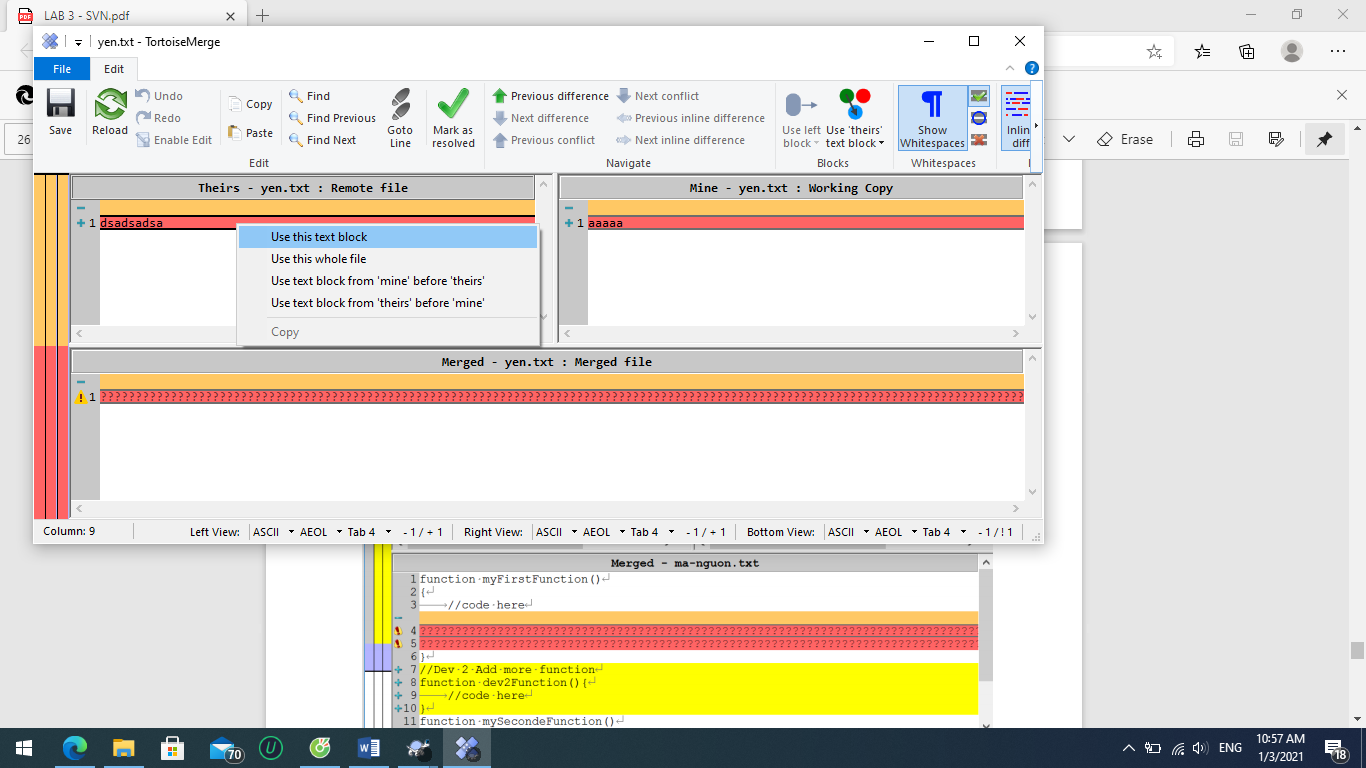 LAB 3 - SVN.pdf
yen.txt - TortoiseMerge
File
Edit
Save
Reload
Undo
Redo
Enable Edit
Copy
Paste
Find
Find Previous
Find Next
Goto
Line
Mark as
resolved
Previous difference
Next difference
Previous conflict
Next conflict
Previous inline difference
Next inline difference
Use left
block
Use 'theirs'
text block
Show
Whitespaces
Inlin
diff
Edit
Navigate
Blocks
Whitespaces
26
Erase
Theirs - yen.txt : Remote file
Mine - yen.txt : Working Copy
1 dsadsadsa
1 aaaaa
Use this text block
Use this whole file
Use text block from 'mine' before 'theirs'
Use text block from 'theirs' before 'mine'
Copy
Merged - yen.txt : Merged file
1 ????????????????????????????????????????????????????????????????????????????????????????????????????????????????????????????????????
Column: 9
Left View: ASCII AEOL Tab 4 - 1 / + 1
Right View: ASCII AEOL Tab 4 - 1 / + 1
Bottom View: ASCII AEOL Tab 4 - 1 / ! 1
Merged - ma-nguon.txt
1 function·myFirstFunction()
2 {
3 //code·here
4 ????????????????????????????????????????????????????????????????????????????????
5 ????????????????????????????????????????????????????????????????????????????????
6 }
7 //Dev·2·Add·more·function
8 function·dev2Function(){
9 //code·here
10 }
11 function·mySecondeFunction()
70
ENG
10:57 AM
1/3/2021
18